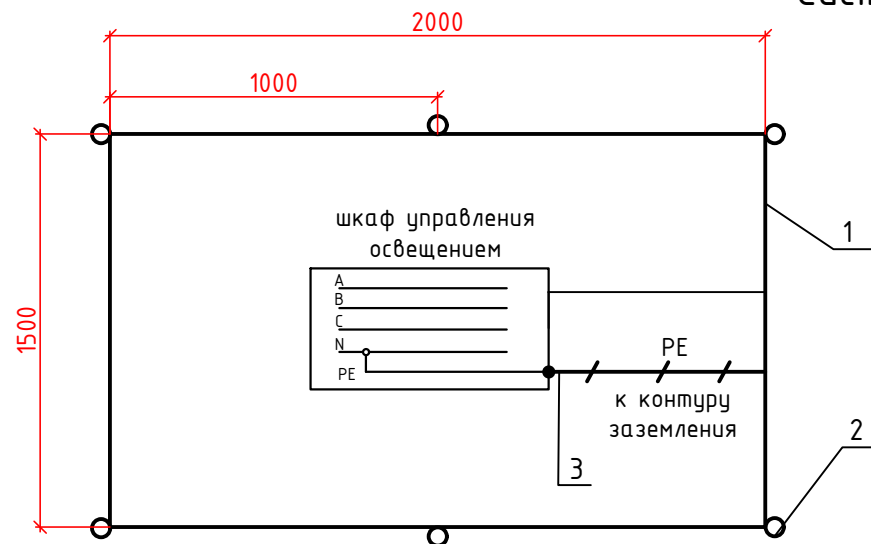 2000
1000
1500
шкаф управления
освещением
A
B
C
N
PE
PE
к контуру
заземления
1
2
3